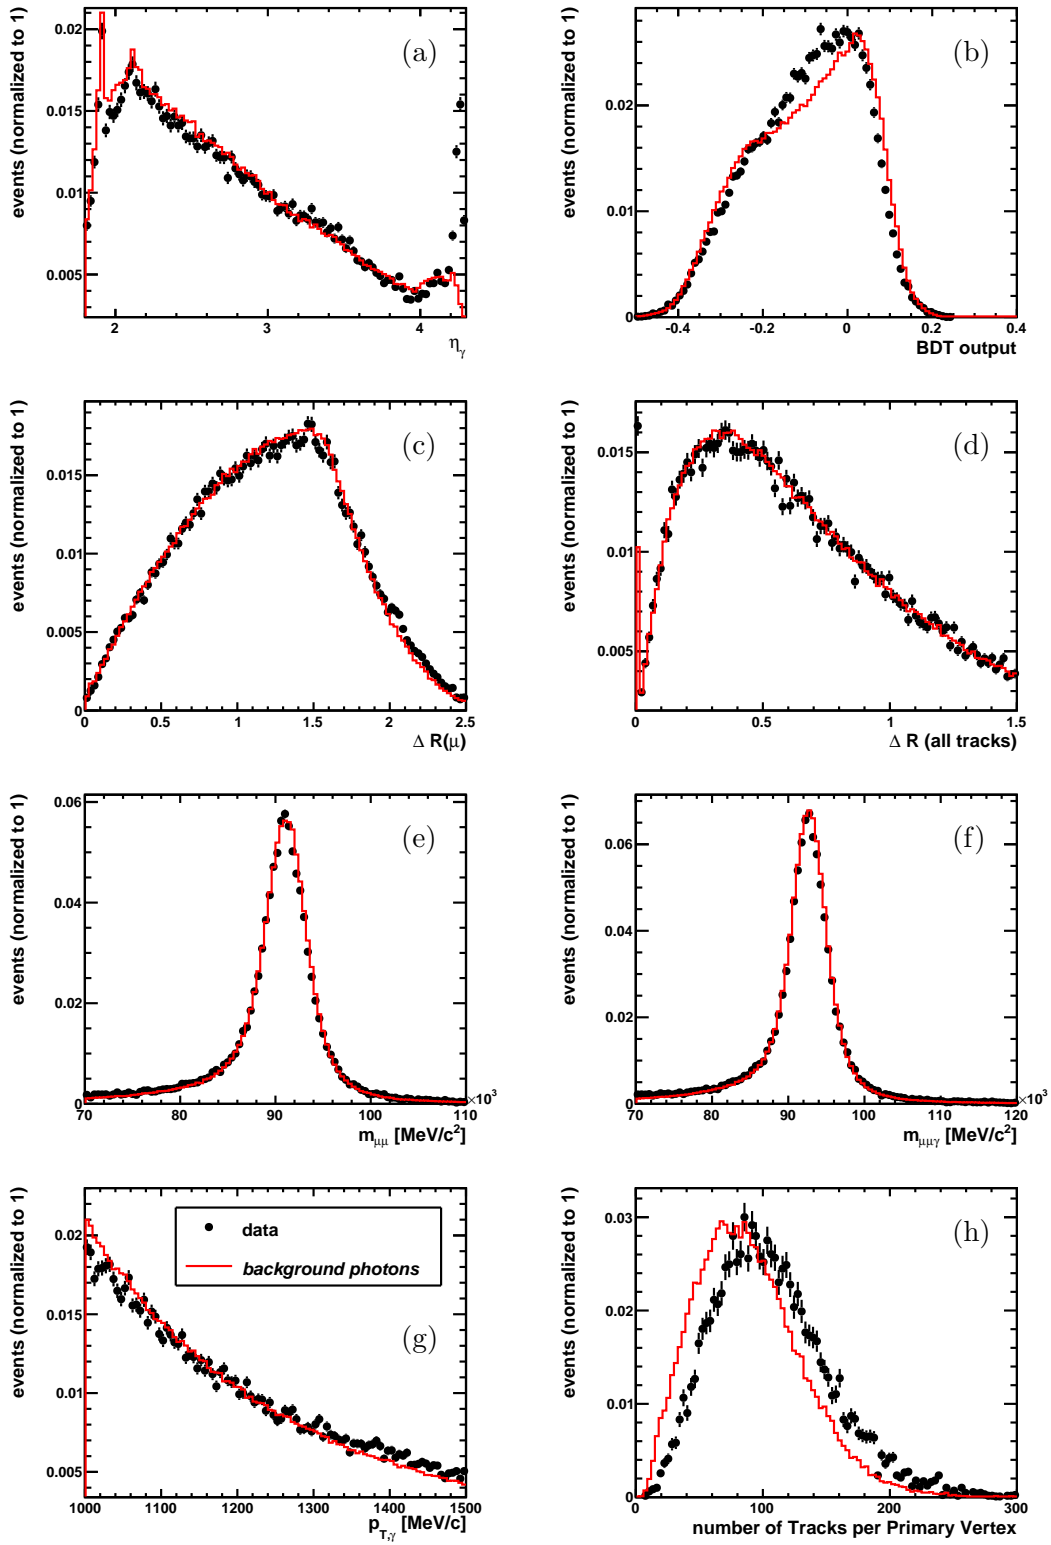 events (normalized to 1)
0.02
0.015
0.01
0.005
2
3
4
η_γ
(a)
events (normalized to 1)
0.02
0.01
0
-0.4
-0.2
0
0.2
0.4
BDT output
(b)
events (normalized to 1)
0.015
0.01
0.005
0
0
0.5
1
1.5
2
2.5
Δ R(μ)
(c)
events (normalized to 1)
0.015
0.01
0.005
0
0.5
1
1.5
Δ R (all tracks)
(d)
events (normalized to 1)
0.06
0.04
0.02
0
70
80
90
100
110
×10³
m_μμ [MeV/c²]
(e)
events (normalized to 1)
0.06
0.04
0.02
0
70
80
90
100
110
120
×10³
m_μμγ [MeV/c²]
(f)
events (normalized to 1)
0.02
0.015
0.01
0.005
1000
1100
1200
1300
1400
1500
p_T,γ [MeV/c]
data
background photons
(g)
events (normalized to 1)
0.03
0.02
0.01
0
0
100
200
300
number of Tracks per Primary Vertex
(h)